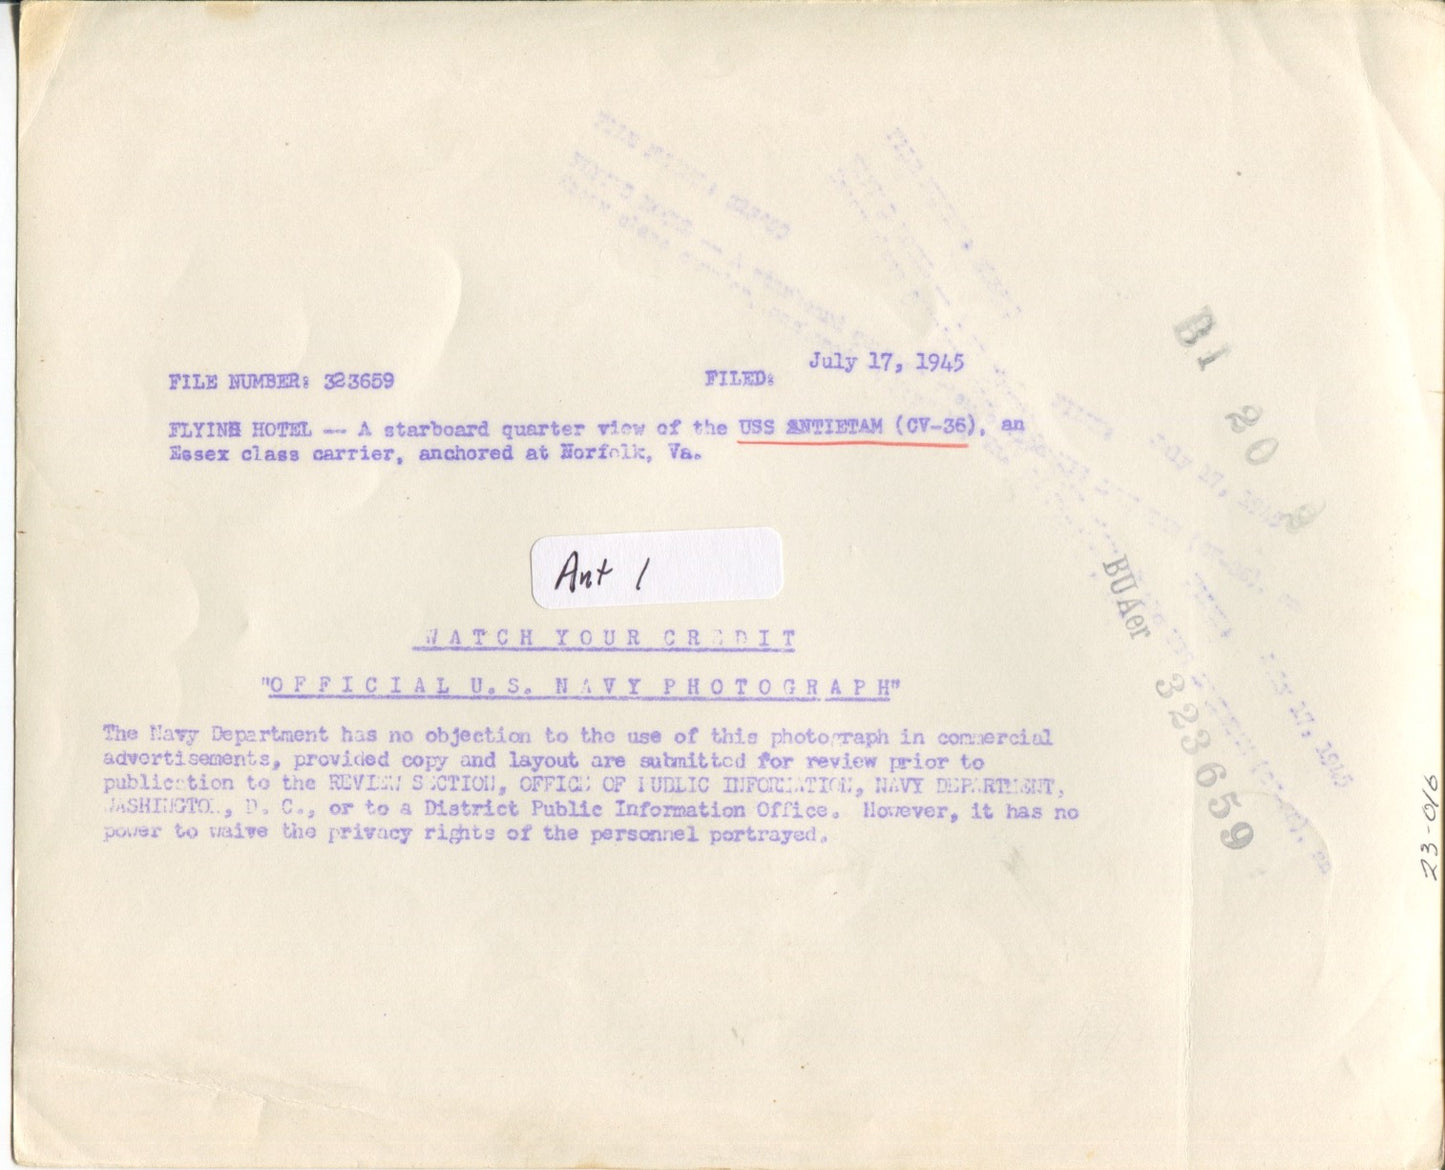 July 17, 1945
FILE NUMBER: 323659 FILED:
FLYING HOTEL -- A starboard quarter view of the USS ANTIETAM (CV-36), an
Essex class carrier, anchored at Norfolk, Va.
Ant 1
WATCH YOUR CREDIT
"OFFICIAL U.S. NAVY PHOTOGRAPH"
The Navy Department has no objection to the use of this photograph in commercial
advertisements, provided copy and layout are submitted for review prior to
publication to the REVIEW SECTION, OFFICE OF PUBLIC INFORMATION, NAVY DEPARTMENT,
WASHINGTON, D. C., or to a District Public Information Office. However, it has no
power to waive the privacy rights of the personnel portrayed.
BUAer 323659
23-016